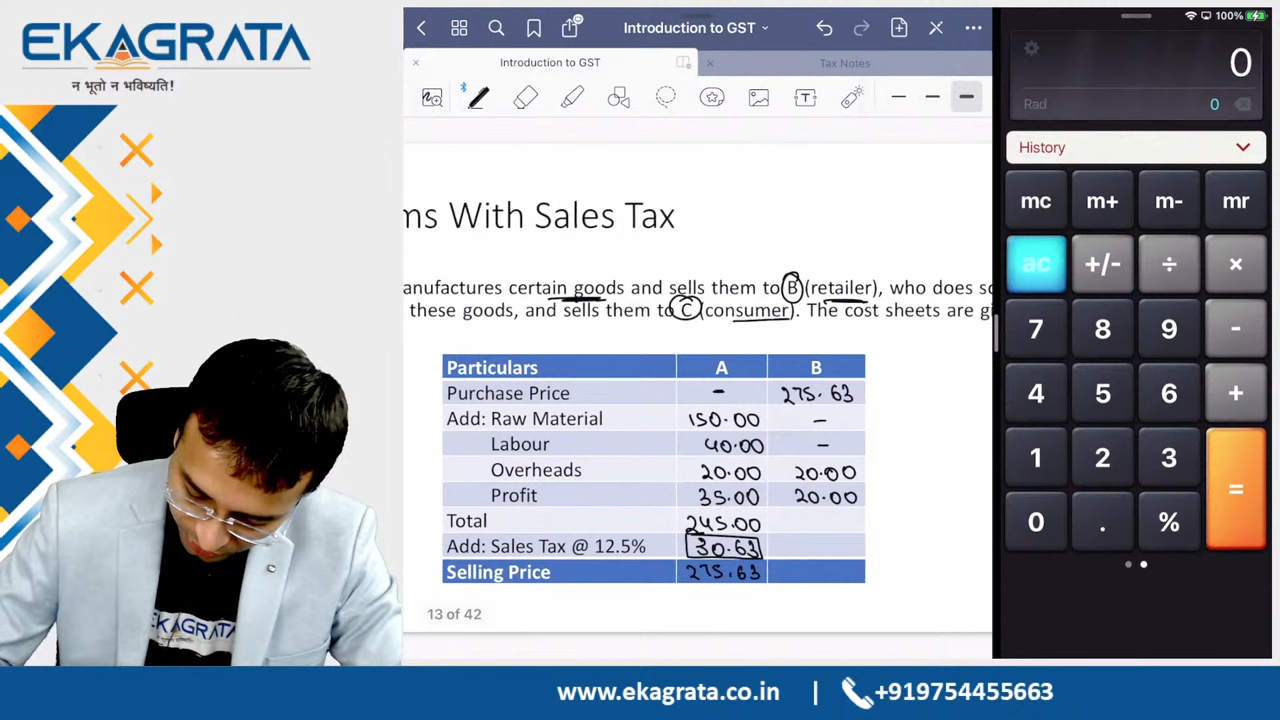 EKAGRATA
न भूतो न भविष्यति!
Introduction to GST
100%
Introduction to GST
Tax Notes
T
ms With Sales Tax
anufactures certain goods and sells them to B (retailer), who does so
these goods, and sells them to C (consumer). The cost sheets are gi
Particulars A B
Purchase Price - 275.63
Add: Raw Material 150.00 -
Labour 40.00 -
Overheads 20.00 20.00
Profit 35.00 20.00
Total 245.00
Add: Sales Tax @ 12.5% 30.63
Selling Price 275.63
13 of 42
0
Rad 0
History
mc m+ m- mr
ac +/- ÷ ×
7 8 9 -
4 5 6 +
1 2 3 =
0 . %
EKAGRATA
www.ekagrata.co.in | +919754455663